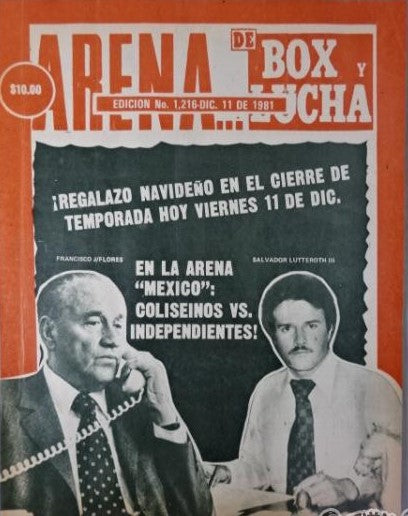 ARENA...
DE
BOX Y
LUCHA
$10.00
EDICION No. 1,216-DIC. 11 DE 1981
¡REGALAZO NAVIDEÑO EN EL CIERRE DE
TEMPORADA HOY VIERNES 11 DE DIC.
FRANCISCO J/FLORES
SALVADOR LUTTEROTH III
EN LA ARENA
"MEXICO":
COLISEINOS VS.
INDEPENDIENTES!